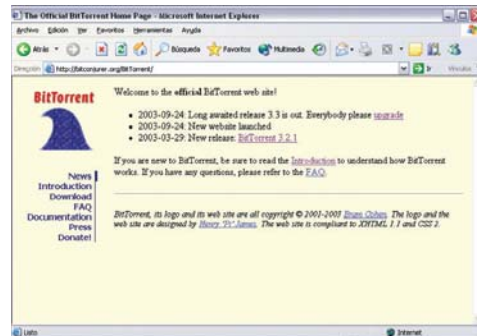 The Official BitTorrent Home Page - Microsoft Internet Explorer
Archivo Edición Ver Favoritos Herramientas Ayuda
Atrás Búsqueda Favoritos Multimedia
Dirección http://bitconjurer.org/BitTorrent/ Ir Vínculos
BitTorrent
News
Introduction
Download
FAQ
Documentation
Press
Donate!
Welcome to the official BitTorrent web site!
2003-09-24: Long awaited release 3.3 is out. Everybody please upgrade
2003-09-24: New website launched
2003-03-29: New release: BitTorrent 3.2.1
If you are new to BitTorrent, be sure to read the Introduction to understand how BitTorrent
works. If you have any questions, please refer to the FAQ.
BitTorrent, its logo and its web site are all copyright © 2001-2003 Bram Cohen. The logo and the
web site are designed by Henry "Pi" James. The web site is compliant to XHTML 1.1 and CSS 2.
Listo Internet